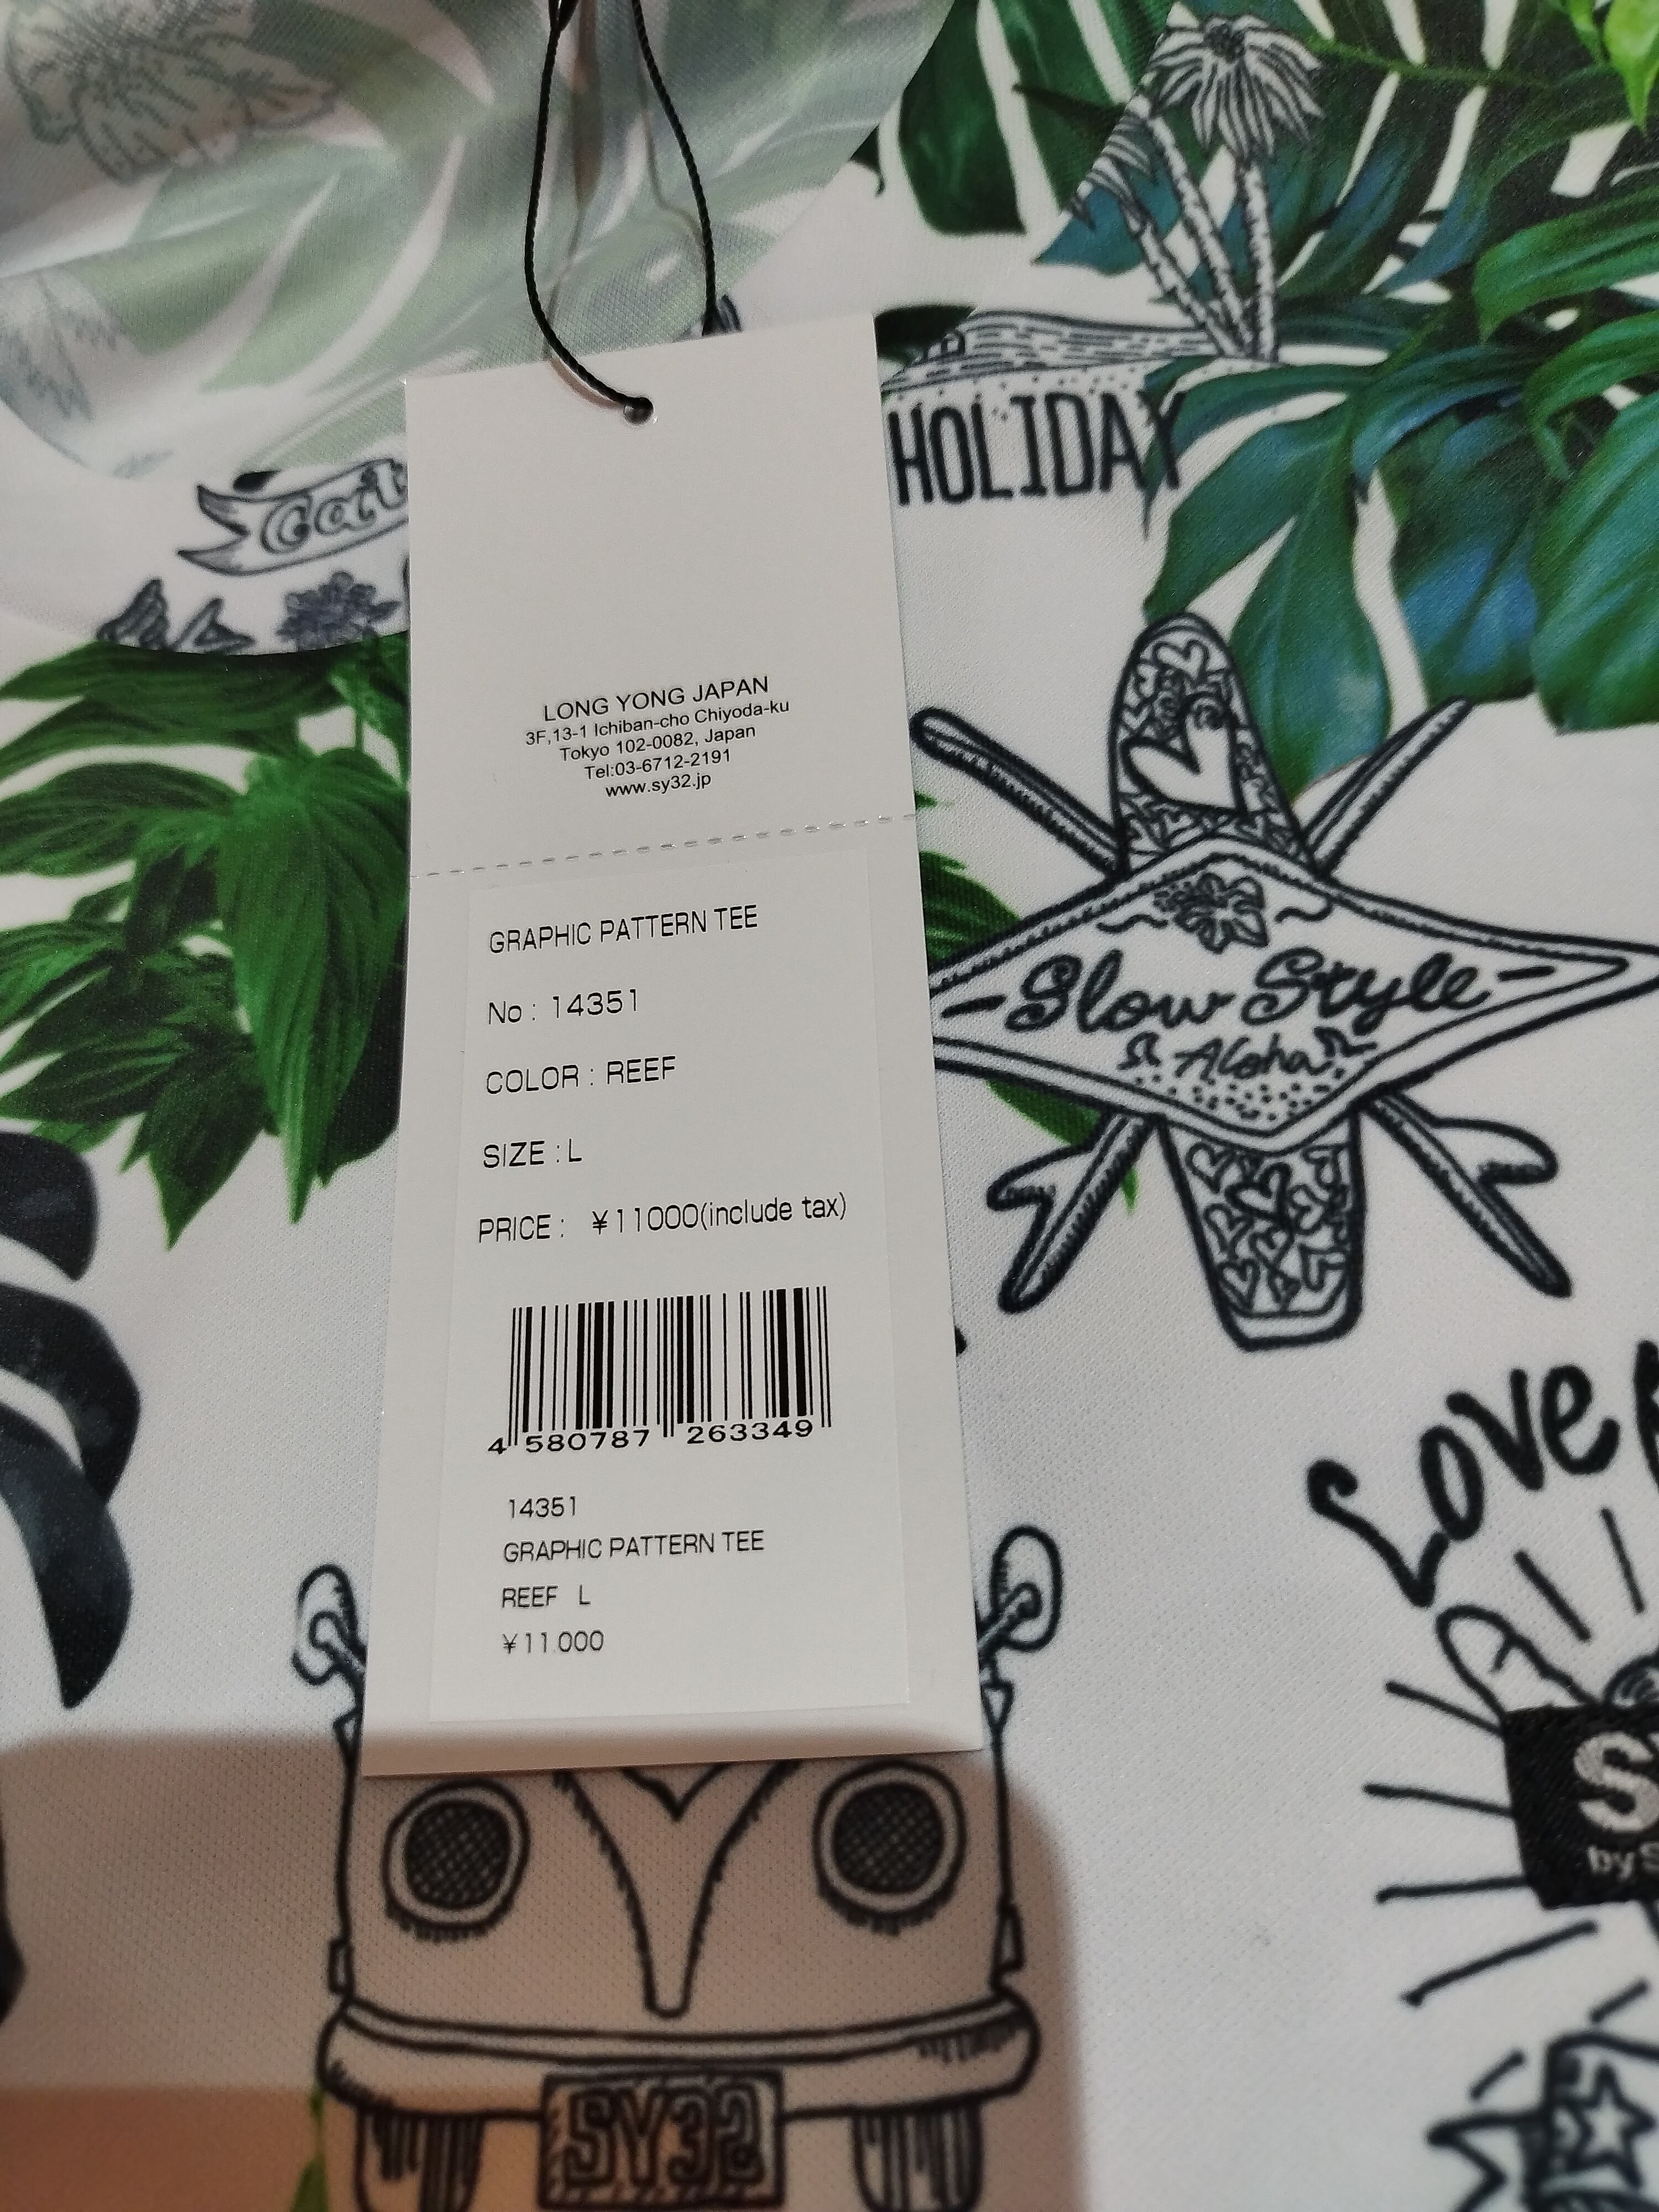 HOLIDAY
LONG YONG JAPAN
3F,13-1 Ichiban-cho Chiyoda-ku
Tokyo 102-0082, Japan
Tel:03-6712-2191
www.sy32.jp
GRAPHIC PATTERN TEE
No : 14351
COLOR : REEF
SIZE : L
PRICE : ¥11000(include tax)
4 580787 263349
14351
GRAPHIC PATTERN TEE
REEF L
¥11.000
Slow Style
Aloha
Love
by
SY32